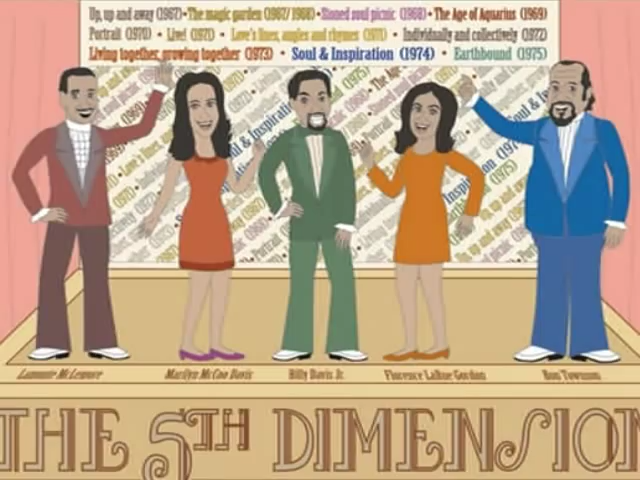 Up, up and away (1967) • The magic garden (1967/1968) • Stoned soul picnic (1968) • The Age of Aquarius (1969)
Portrait (1970) • Live! (1971) • Love's lines, angles and rhymes (1971) • Individually and collectively (1972)
Living together, growing together (1973) • Soul & Inspiration (1974) • Earthbound (1975)
Lamonte McLemore Marilyn McCoo Davis Billy Davis Jr. Florence LaRue Gordon Ron Townson
THE 5TH DIMENSION